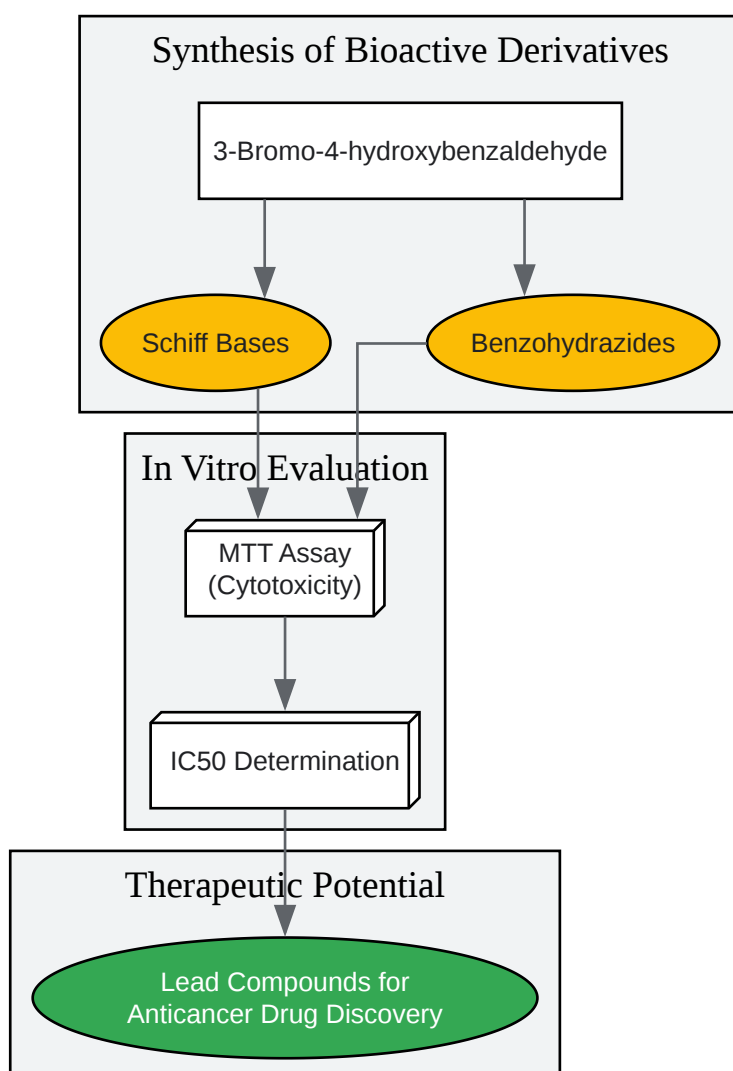 Synthesis of Bioactive Derivatives
3-Bromo-4-hydroxybenzaldehyde
Schiff Bases
Benzohydrazides
In Vitro Evaluation
MTT Assay
(Cytotoxicity)
IC50 Determination
Therapeutic Potential
Lead Compounds for
Anticancer Drug Discovery